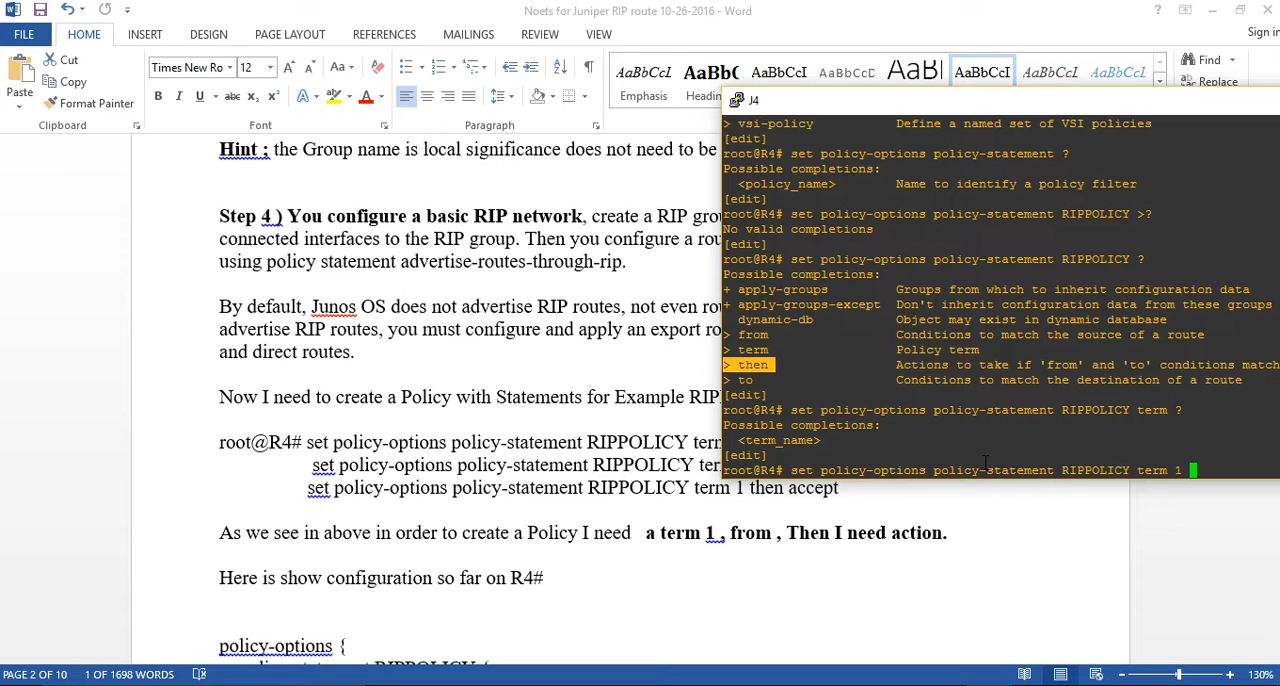 Noets for Juniper RIP route 10-26-2016 - Word
Sign in
FILE HOME INSERT DESIGN PAGE LAYOUT REFERENCES MAILINGS REVIEW VIEW
Paste
Cut
Copy
Format Painter
Times New Ro 12
AaBbCcI AaBb( AaBbCcI AaBbCcD AaBl AaBbCcI AaBbCcI AaBbCcI
Emphasis
Find
Replace
Clipboard Font Paragraph
Hint ; the Group name is local significance does not need to be
Step 4 ) You configure a basic RIP network, create a RIP grou
connected interfaces to the RIP group. Then you configure a rou
using policy statement advertise-routes-through-rip.
By default, Junos OS does not advertise RIP routes, not even rou
advertise RIP routes, you must configure and apply an export ro
and direct routes.
Now I need to create a Policy with Statements for Example RIP
root@R4# set policy-options policy-statement RIPPOLICY ter
set policy-options policy-statement RIPPOLICY ter
set policy-options policy-statement RIPPOLICY term 1 then accept
As we see in above in order to create a Policy I need a term 1 , from , Then I need action.
Here is show configuration so far on R4#
policy-options {
J4
> vsi-policy Define a named set of VSI policies
[edit]
root@R4# set policy-options policy-statement ?
Possible completions:
<policy_name> Name to identify a policy filter
[edit]
root@R4# set policy-options policy-statement RIPPOLICY >?
No valid completions
[edit]
root@R4# set policy-options policy-statement RIPPOLICY ?
Possible completions:
+ apply-groups Groups from which to inherit configuration data
+ apply-groups-except Don't inherit configuration data from these groups
dynamic-db Object may exist in dynamic database
> from Conditions to match the source of a route
> term Policy term
> then Actions to take if 'from' and 'to' conditions match
> to Conditions to match the destination of a route
[edit]
root@R4# set policy-options policy-statement RIPPOLICY term ?
Possible completions:
<term_name>
[edit]
root@R4# set policy-options policy-statement RIPPOLICY term 1
PAGE 2 OF 10 1 OF 1698 WORDS 130%